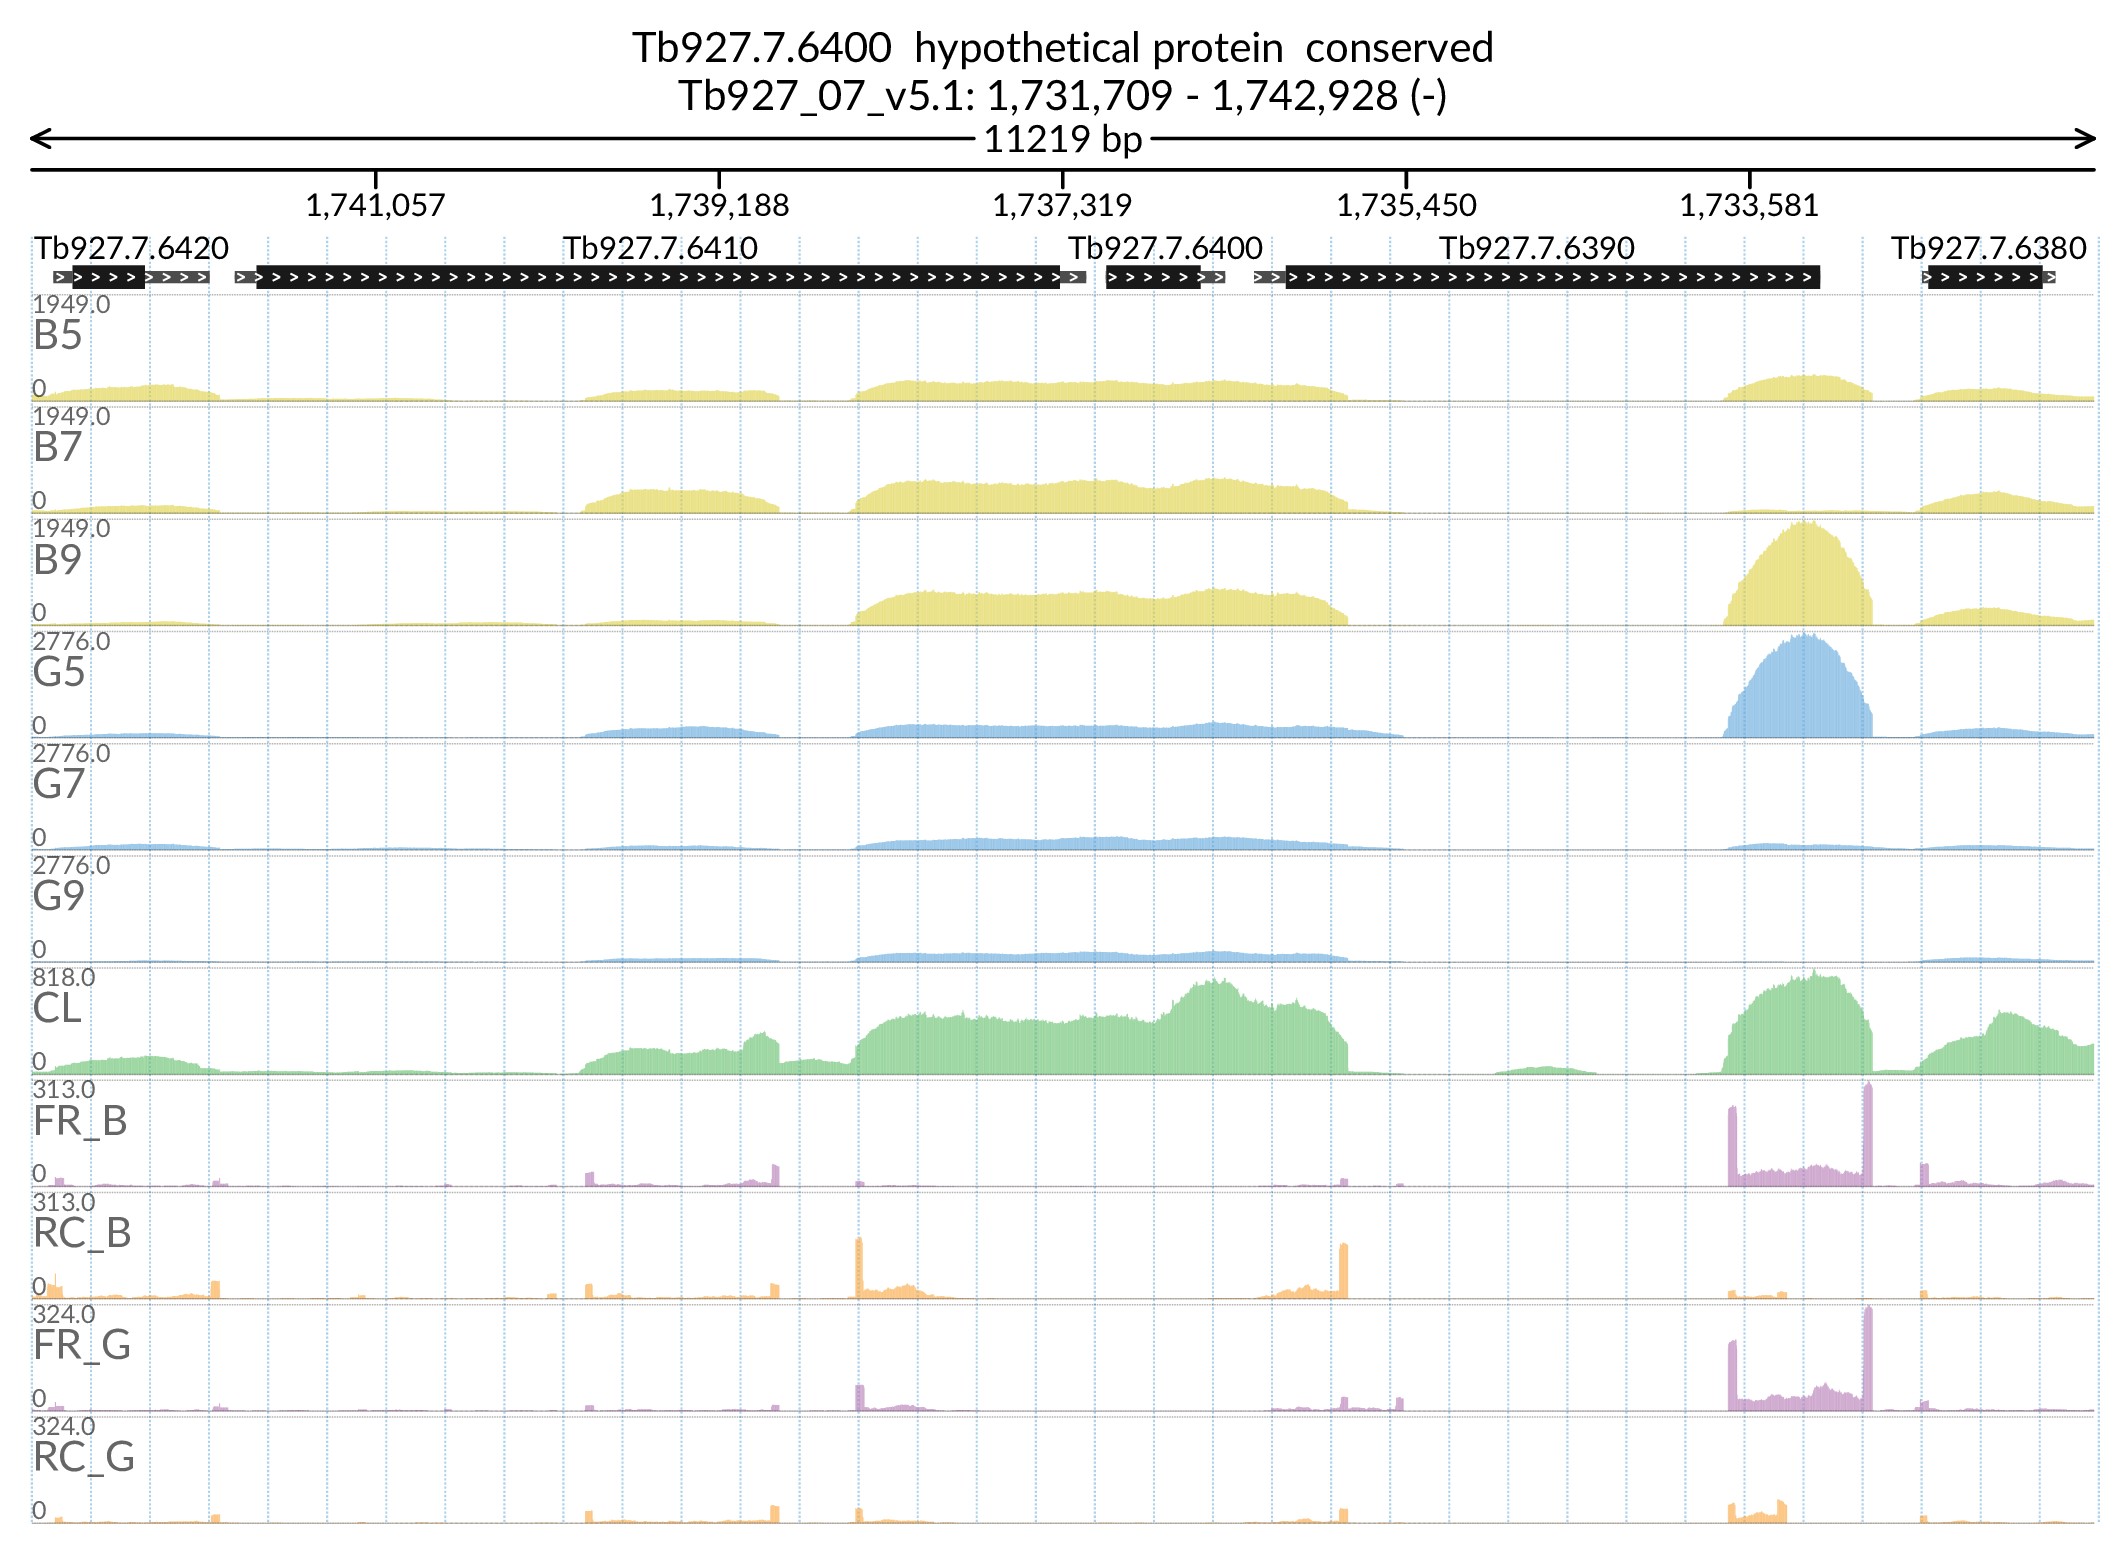 Tb927.7.6400 hypothetical protein conserved
Tb927_07_v5.1: 1,731,709 - 1,742,928 (-)
11219 bp
1,741,057 1,739,188 1,737,319 1,735,450 1,733,581
Tb927.7.6420 Tb927.7.6410 Tb927.7.6400 Tb927.7.6390 Tb927.7.6380
1949.0
B5
0
1949.0
B7
0
1949.0
B9
0
2776.0
G5
0
2776.0
G7
0
2776.0
G9
0
818.0
CL
0
313.0
FR_B
0
313.0
RC_B
0
324.0
FR_G
0
324.0
RC_G
0